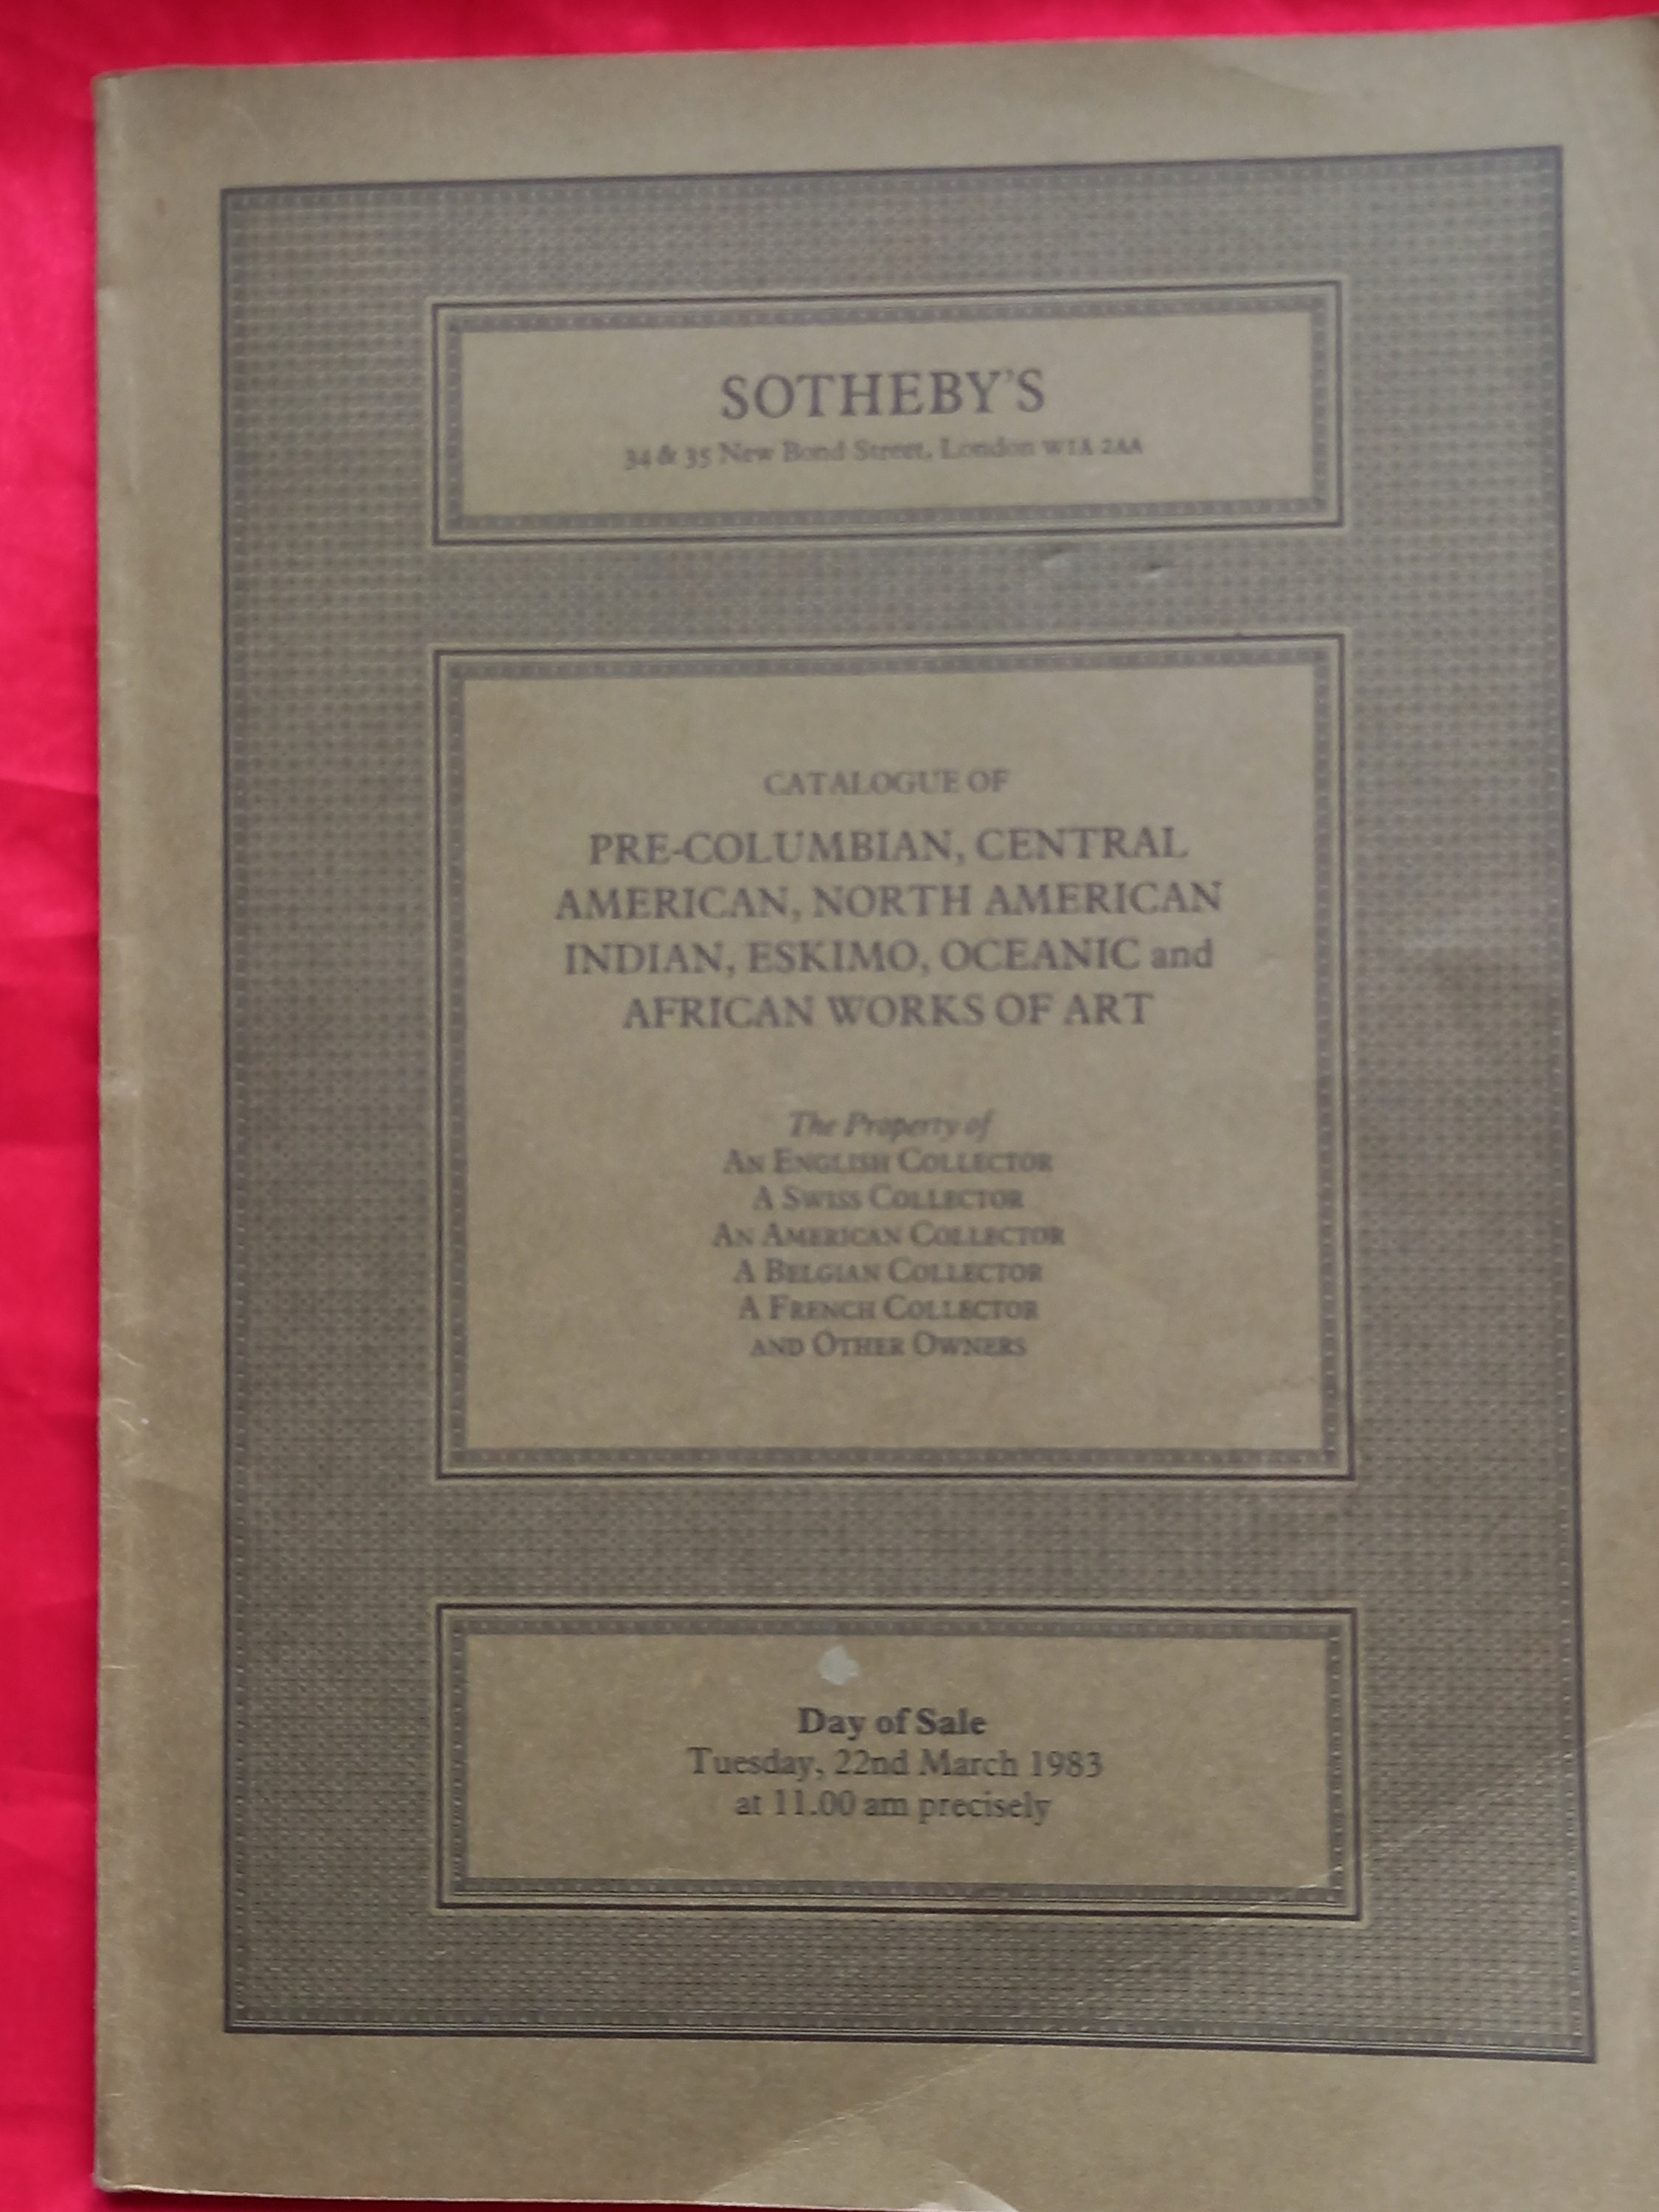 SOTHEBY'S
34 & 35 New Bond Street, London W1A 2AA
CATALOGUE OF
PRE-COLUMBIAN, CENTRAL
AMERICAN, NORTH AMERICAN
INDIAN, ESKIMO, OCEANIC and
AFRICAN WORKS OF ART
The Property of
AN ENGLISH COLLECTOR
A SWISS COLLECTOR
AN AMERICAN COLLECTOR
A BELGIAN COLLECTOR
A FRENCH COLLECTOR
AND OTHER OWNERS
Day of Sale
Tuesday, 22nd March 1983
at 11.00 am precisely